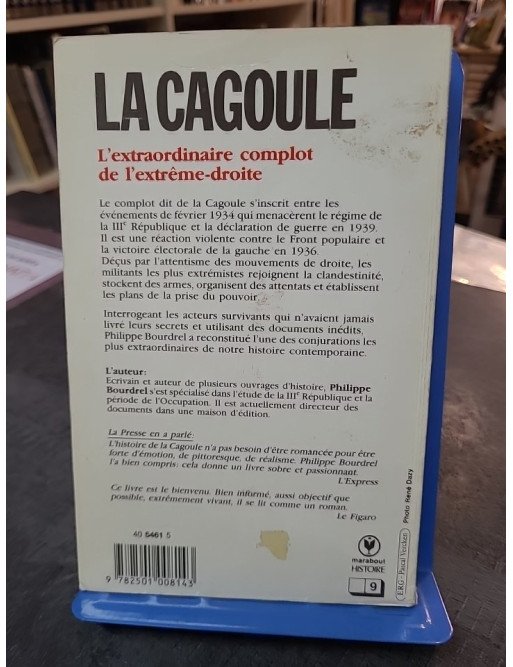 LA CAGOULE
L'extraordinaire complot
de l'extrême-droite
Le complot dit de la Cagoule s'inscrit entre les
événements de février 1934 qui menacèrent le régime de
la IIIe République et la déclaration de guerre en 1939.
Il est une réaction violente contre le Front populaire et
la victoire électorale de la gauche en 1936.
Déçus par l'attentisme des mouvements de droite, les
militants les plus extrémistes rejoignent la clandestinité,
stockent des armes, organisent des attentats et établissent
les plans de la prise du pouvoir.
Interrogeant les acteurs survivants qui n'avaient jamais
livré leurs secrets et utilisant des documents inédits,
Philippe Bourdrel a reconstitué l'une des conjurations les
plus extraordinaires de notre histoire contemporaine.
L'auteur:
Ecrivain et auteur de plusieurs ouvrages d'histoire, Philippe
Bourdrel s'est spécialisé dans l'étude de la IIIe République et la
période de l'Occupation. Il est actuellement directeur des
documents dans une maison d'édition.
La Presse en a parlé:
L'histoire de la Cagoule n'a pas besoin d'être romancée pour être
forte d'émotion, de pittoresque, de réalisme. Philippe Bourdrel
l'a bien compris: cela donne un livre sobre et passionnant.
L'Express
Ce livre est le bienvenu. Bien informé, aussi objectif que
possible, extrêmement vivant, il se lit comme un roman.
Le Figaro
40 5461 5
9 782501 008143
marabout
HISTOIRE
9
Photo René Dazy